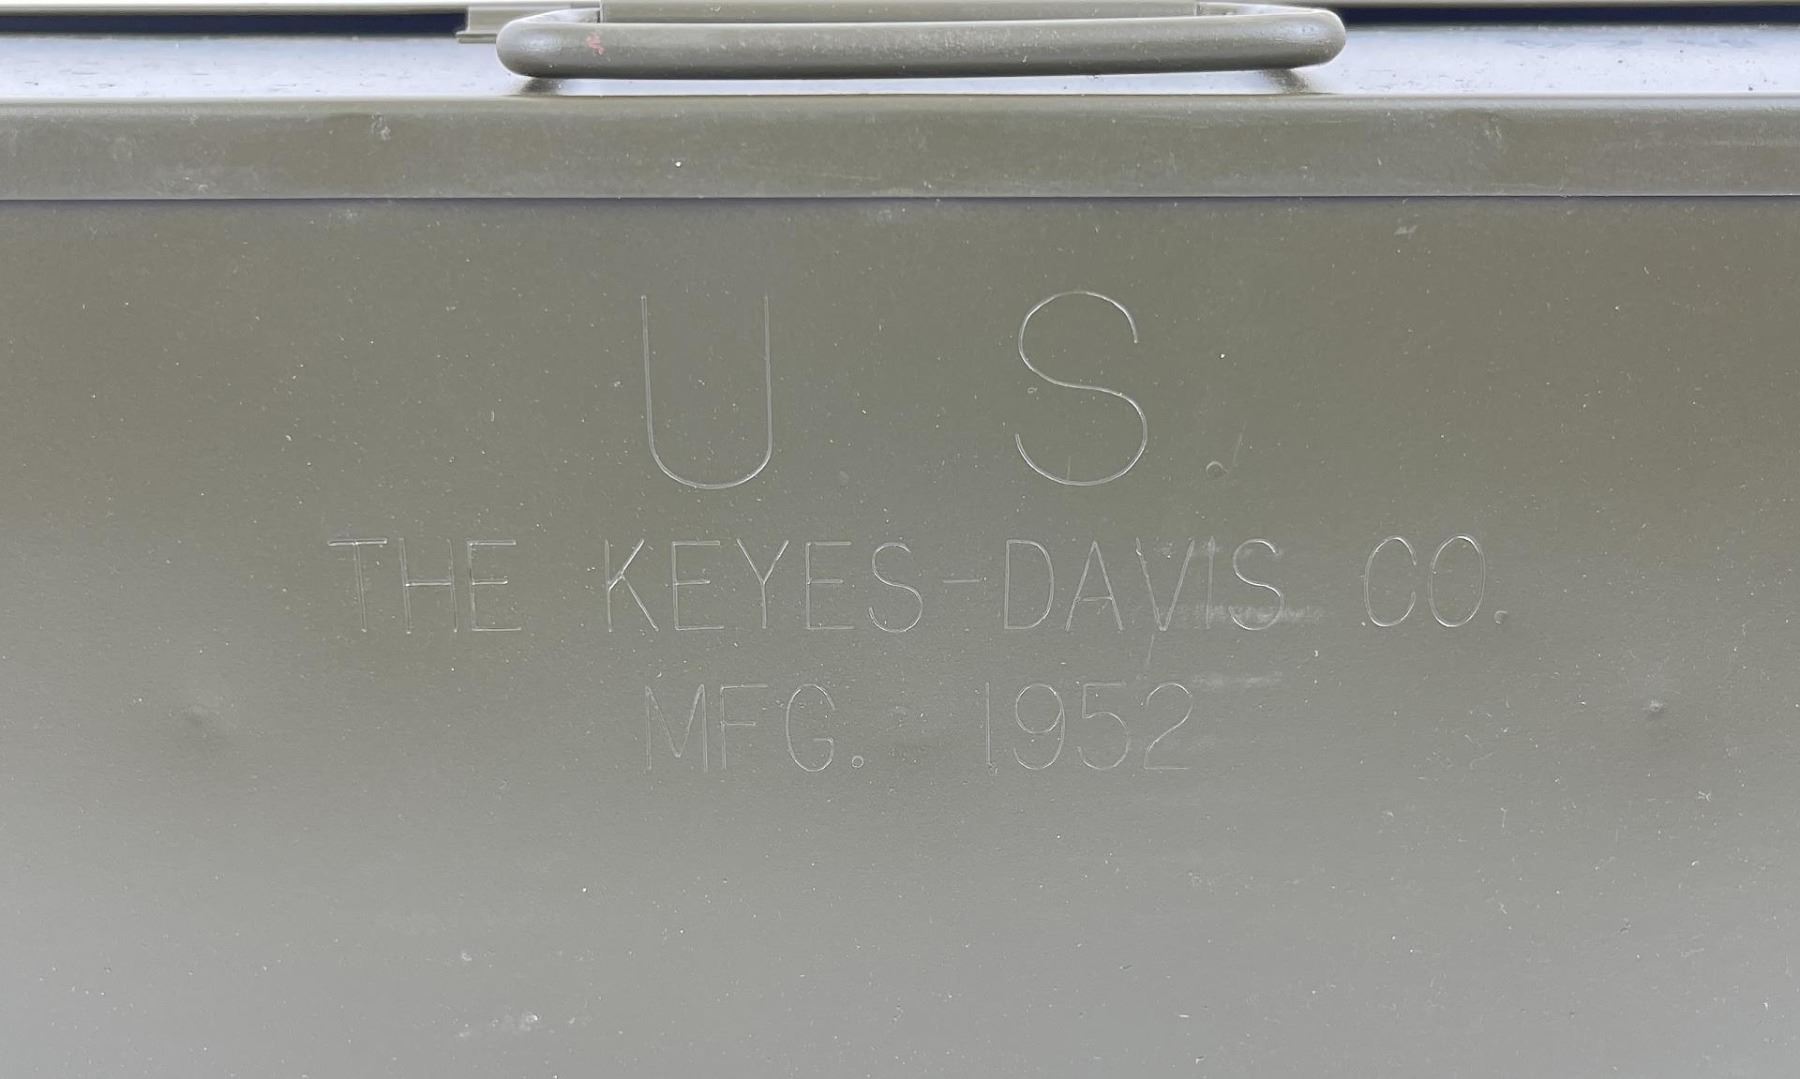 U S
THE KEYES-DAVIS CO.
MFG. 1952